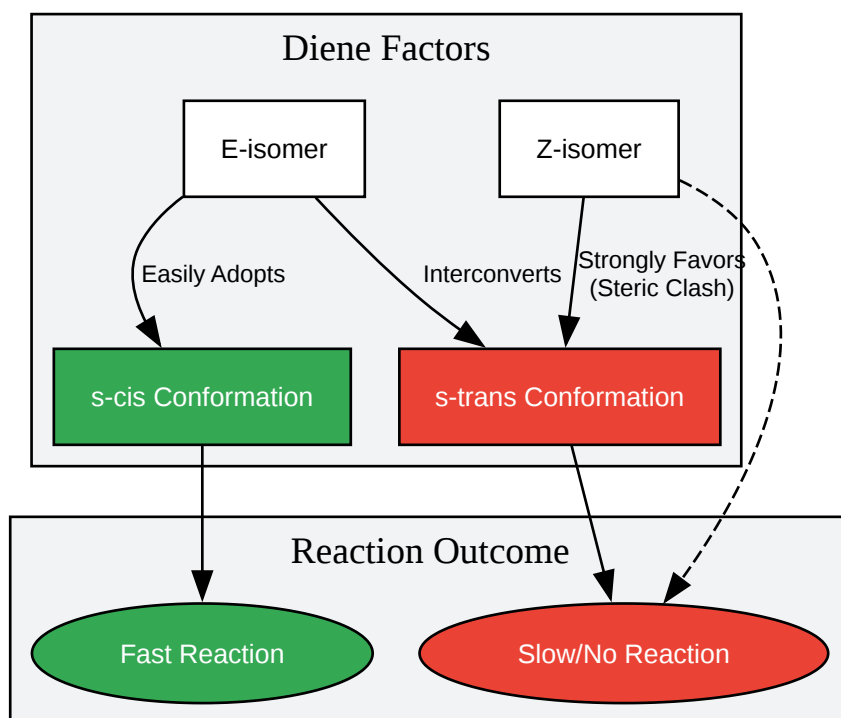 Diene Factors
E-isomer
Z-isomer
Easily Adopts
Interconverts
Strongly Favors
(Steric Clash)
s-cis Conformation
s-trans Conformation
Reaction Outcome
Fast Reaction
Slow/No Reaction